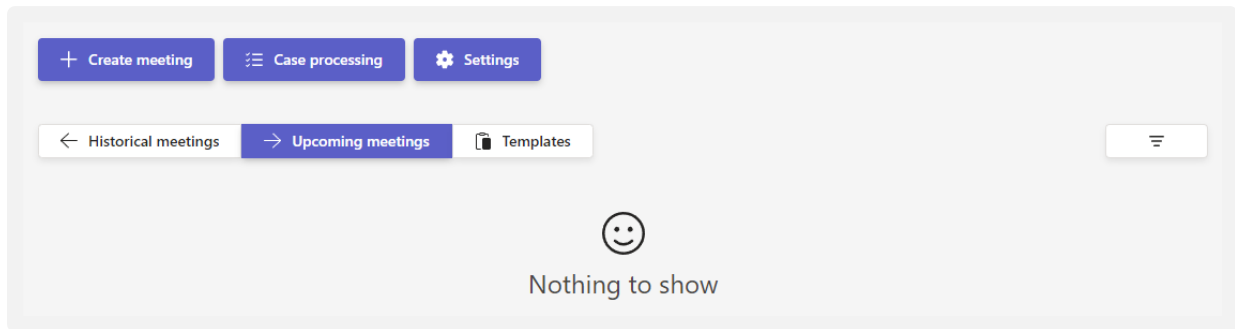 Create meeting Case processing Settings
Historical meetings Upcoming meetings Templates
Nothing to show